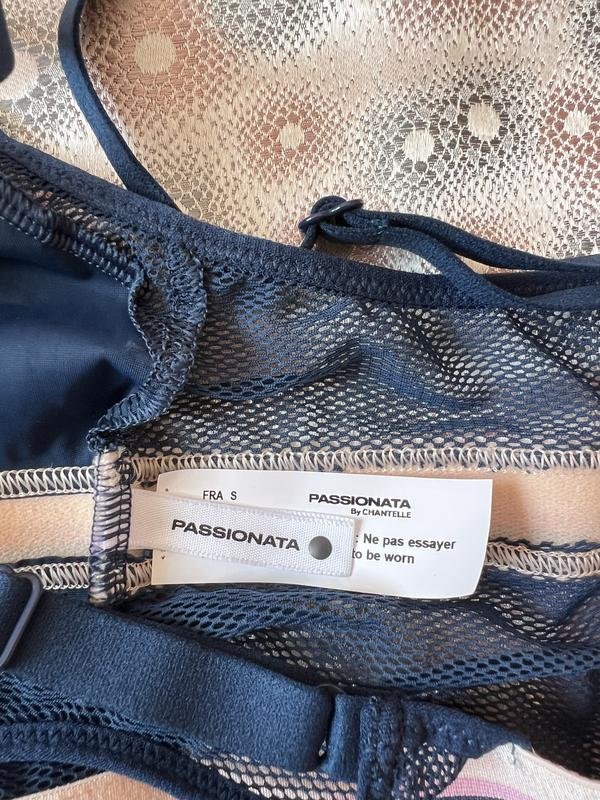 FRA S
PASSIONATA
By CHANTELLE
PASSIONATA
: Ne pas essayer
to be worn